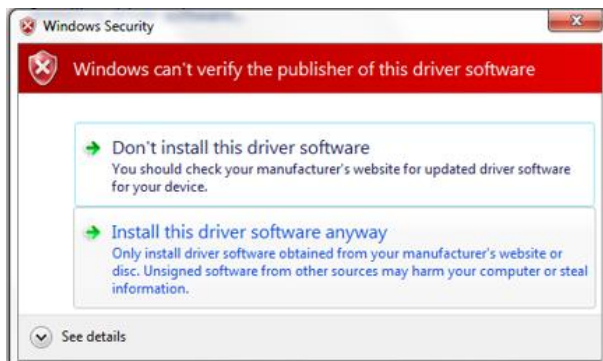 Windows Security
Windows can't verify the publisher of this driver software
Don't install this driver software
You should check your manufacturer's website for updated driver software
for your device.
Install this driver software anyway
Only install driver software obtained from your manufacturer's website or
disc. Unsigned software from other sources may harm your computer or steal
information.
See details